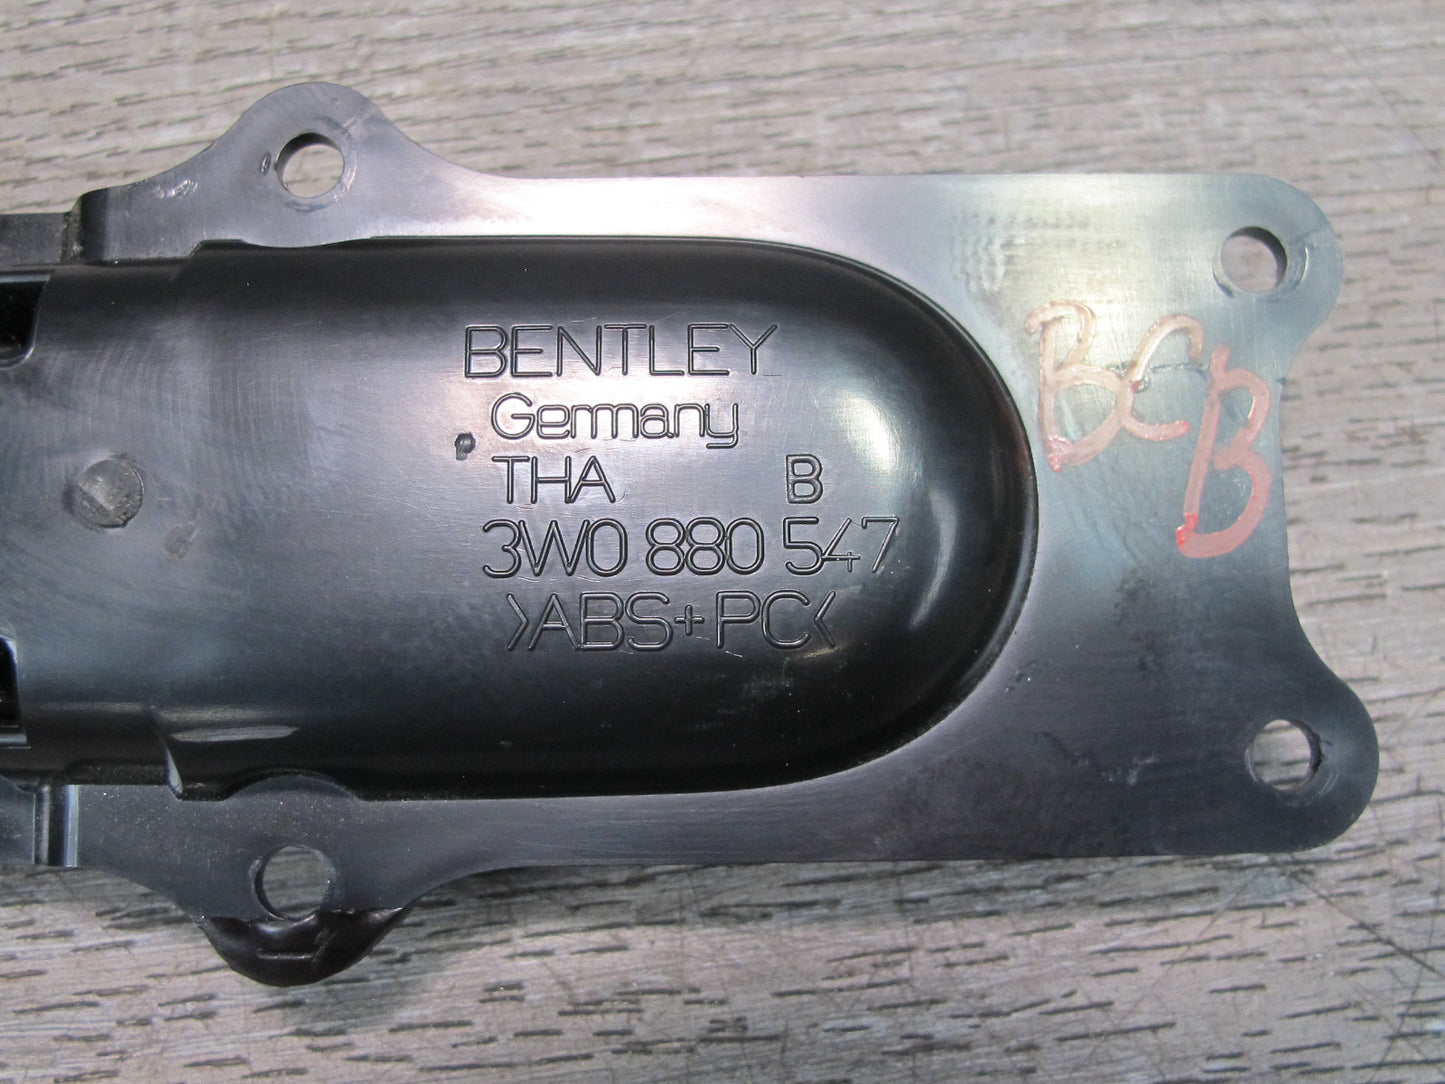 BENTLEY
Germany
THA B
3W0 880 547
>ABS+PC<
BCB